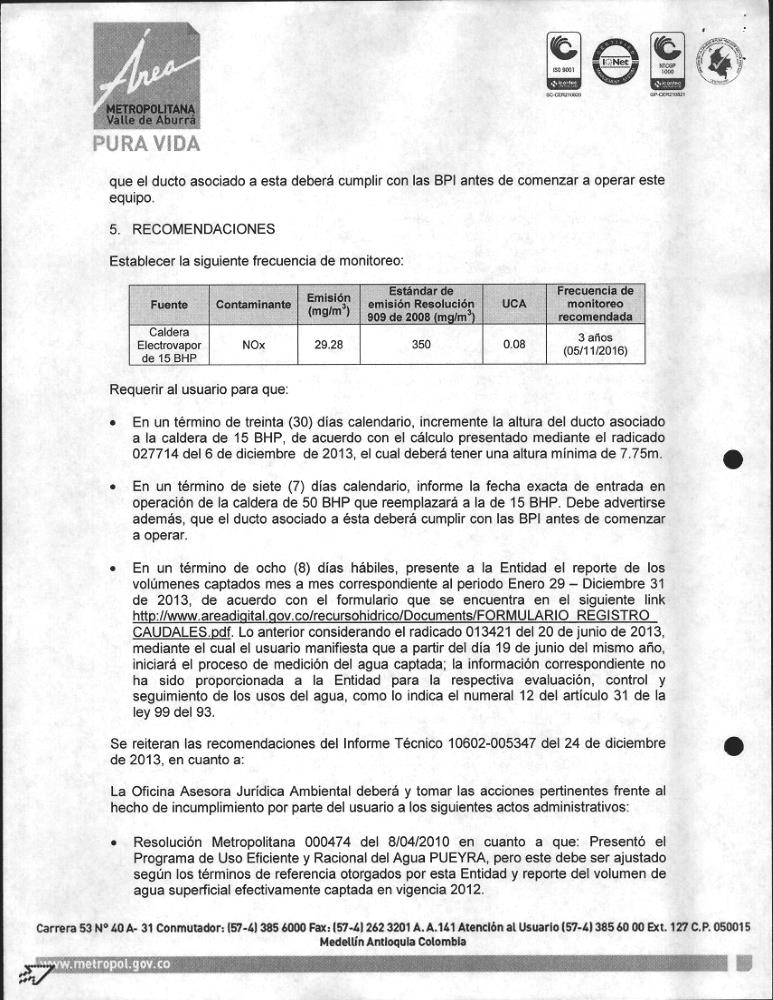 Área
METROPOLITANA
Valle de Aburrá
PURA VIDA
ISO 9001
icontec
SC-CER210820
CERTIFIED
IQNet
MANAGEMENT SYSTEM
NTCGP
1000
icontec
GP-CER210821
que el ducto asociado a esta deberá cumplir con las BPI antes de comenzar a operar este
equipo.
5. RECOMENDACIONES
Establecer la siguiente frecuencia de monitoreo:
Fuente Contaminante Emisión (mg/m³) Estándar de emisión Resolución 909 de 2008 (mg/m³) UCA Frecuencia de monitoreo recomendada
Caldera Electrovapor de 15 BHP NOx 29.28 350 0.08 3 años (05/11/2016)
Requerir al usuario para que:
• En un término de treinta (30) días calendario, incremente la altura del ducto asociado
a la caldera de 15 BHP, de acuerdo con el cálculo presentado mediante el radicado
027714 del 6 de diciembre de 2013, el cual deberá tener una altura mínima de 7.75m.
• En un término de siete (7) días calendario, informe la fecha exacta de entrada en
operación de la caldera de 50 BHP que reemplazará a la de 15 BHP. Debe advertirse
además, que el ducto asociado a ésta deberá cumplir con las BPI antes de comenzar
a operar.
• En un término de ocho (8) días hábiles, presente a la Entidad el reporte de los
volúmenes captados mes a mes correspondiente al periodo Enero 29 – Diciembre 31
de 2013, de acuerdo con el formulario que se encuentra en el siguiente link
http://www.areadigital.gov.co/recursohidrico/Documents/FORMULARIO_REGISTRO_
CAUDALES.pdf. Lo anterior considerando el radicado 013421 del 20 de junio de 2013,
mediante el cual el usuario manifiesta que a partir del día 19 de junio del mismo año,
iniciará el proceso de medición del agua captada; la información correspondiente no
ha sido proporcionada a la Entidad para la respectiva evaluación, control y
seguimiento de los usos del agua, como lo indica el numeral 12 del artículo 31 de la
ley 99 del 93.
Se reiteran las recomendaciones del Informe Técnico 10602-005347 del 24 de diciembre
de 2013, en cuanto a:
La Oficina Asesora Jurídica Ambiental deberá y tomar las acciones pertinentes frente al
hecho de incumplimiento por parte del usuario a los siguientes actos administrativos:
• Resolución Metropolitana 000474 del 8/04/2010 en cuanto a que: Presentó el
Programa de Uso Eficiente y Racional del Agua PUEYRA, pero este debe ser ajustado
según los términos de referencia otorgados por esta Entidad y reporte del volumen de
agua superficial efectivamente captada en vigencia 2012.
Carrera 53 N° 40 A- 31 Conmutador: (57-4) 385 6000 Fax: (57-4) 262 3201 A. A. 141 Atención al Usuario (57-4) 385 60 00 Ext. 127 C.P. 050015
Medellín Antioquia Colombia
www.metropol.gov.co